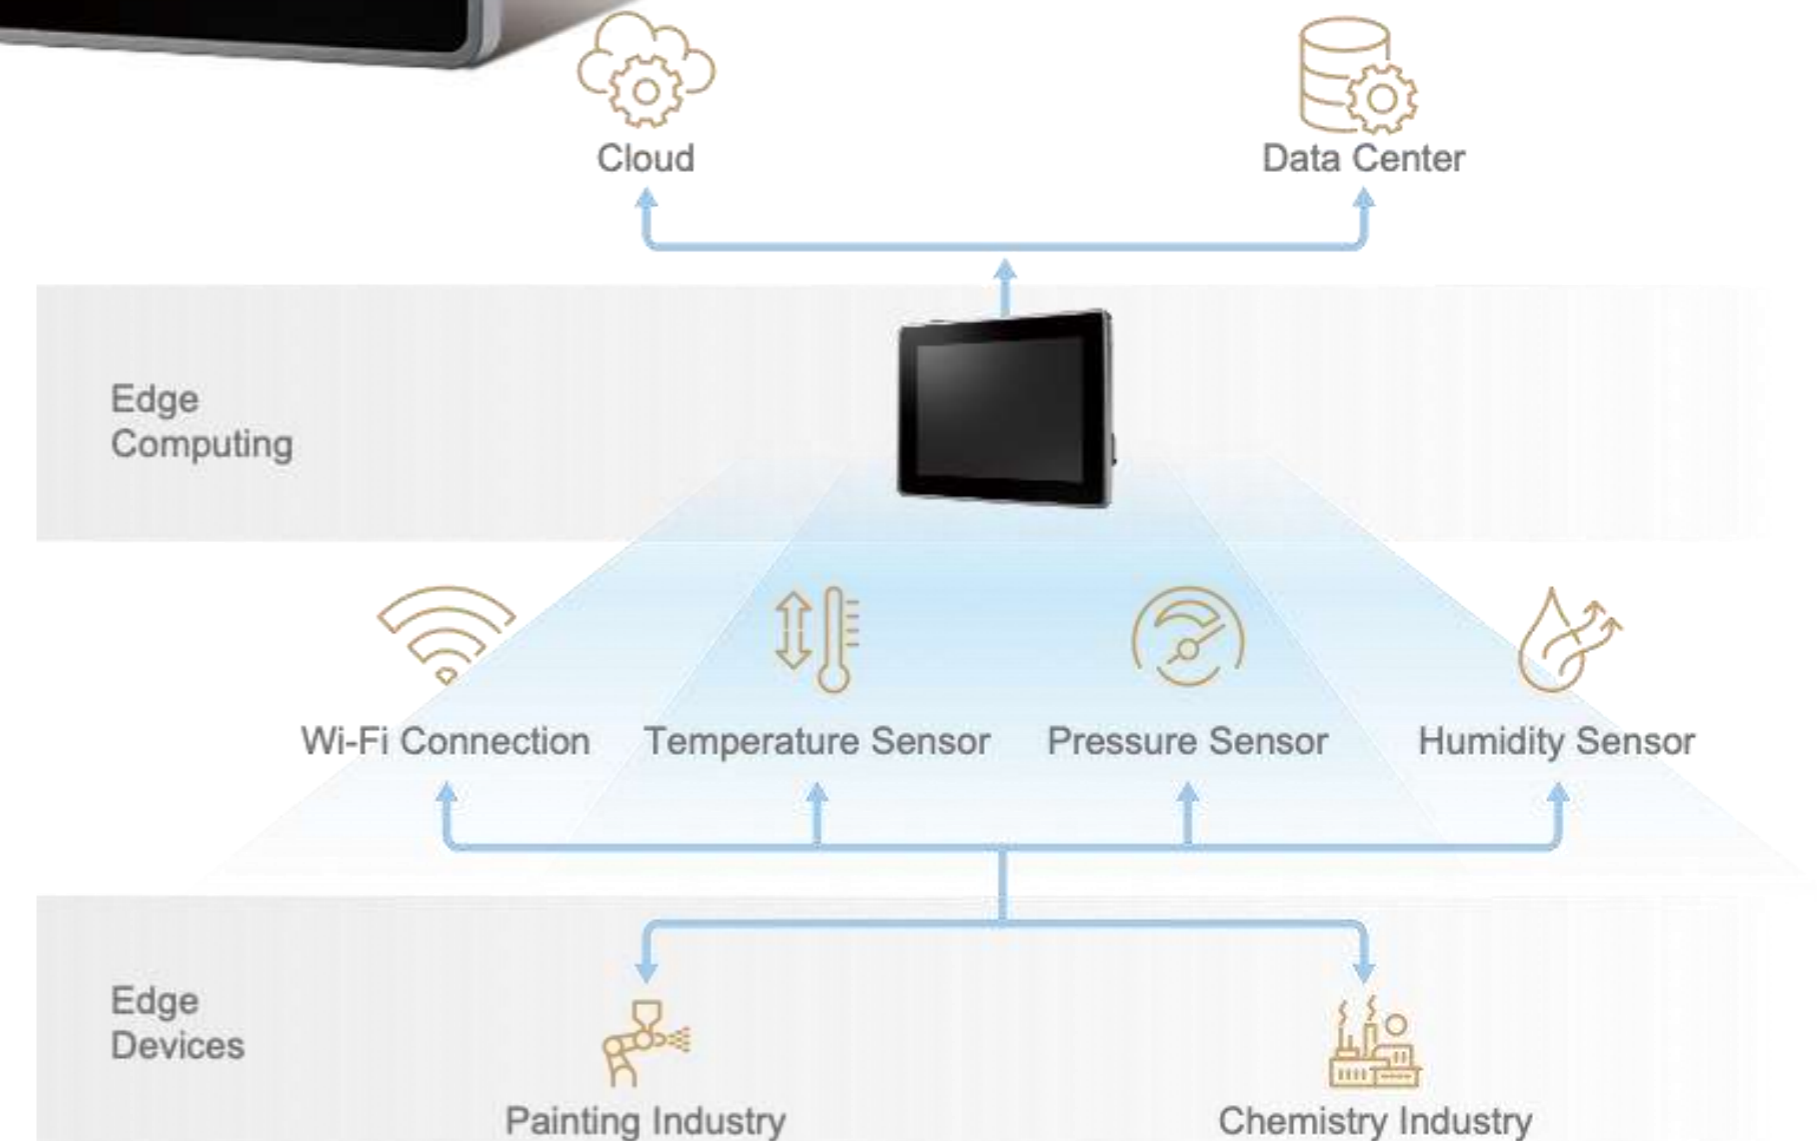 Cloud
Data Center
Edge
Computing
Wi-Fi Connection
Temperature Sensor
Pressure Sensor
Humidity Sensor
Edge
Devices
Painting Industry
Chemistry Industry